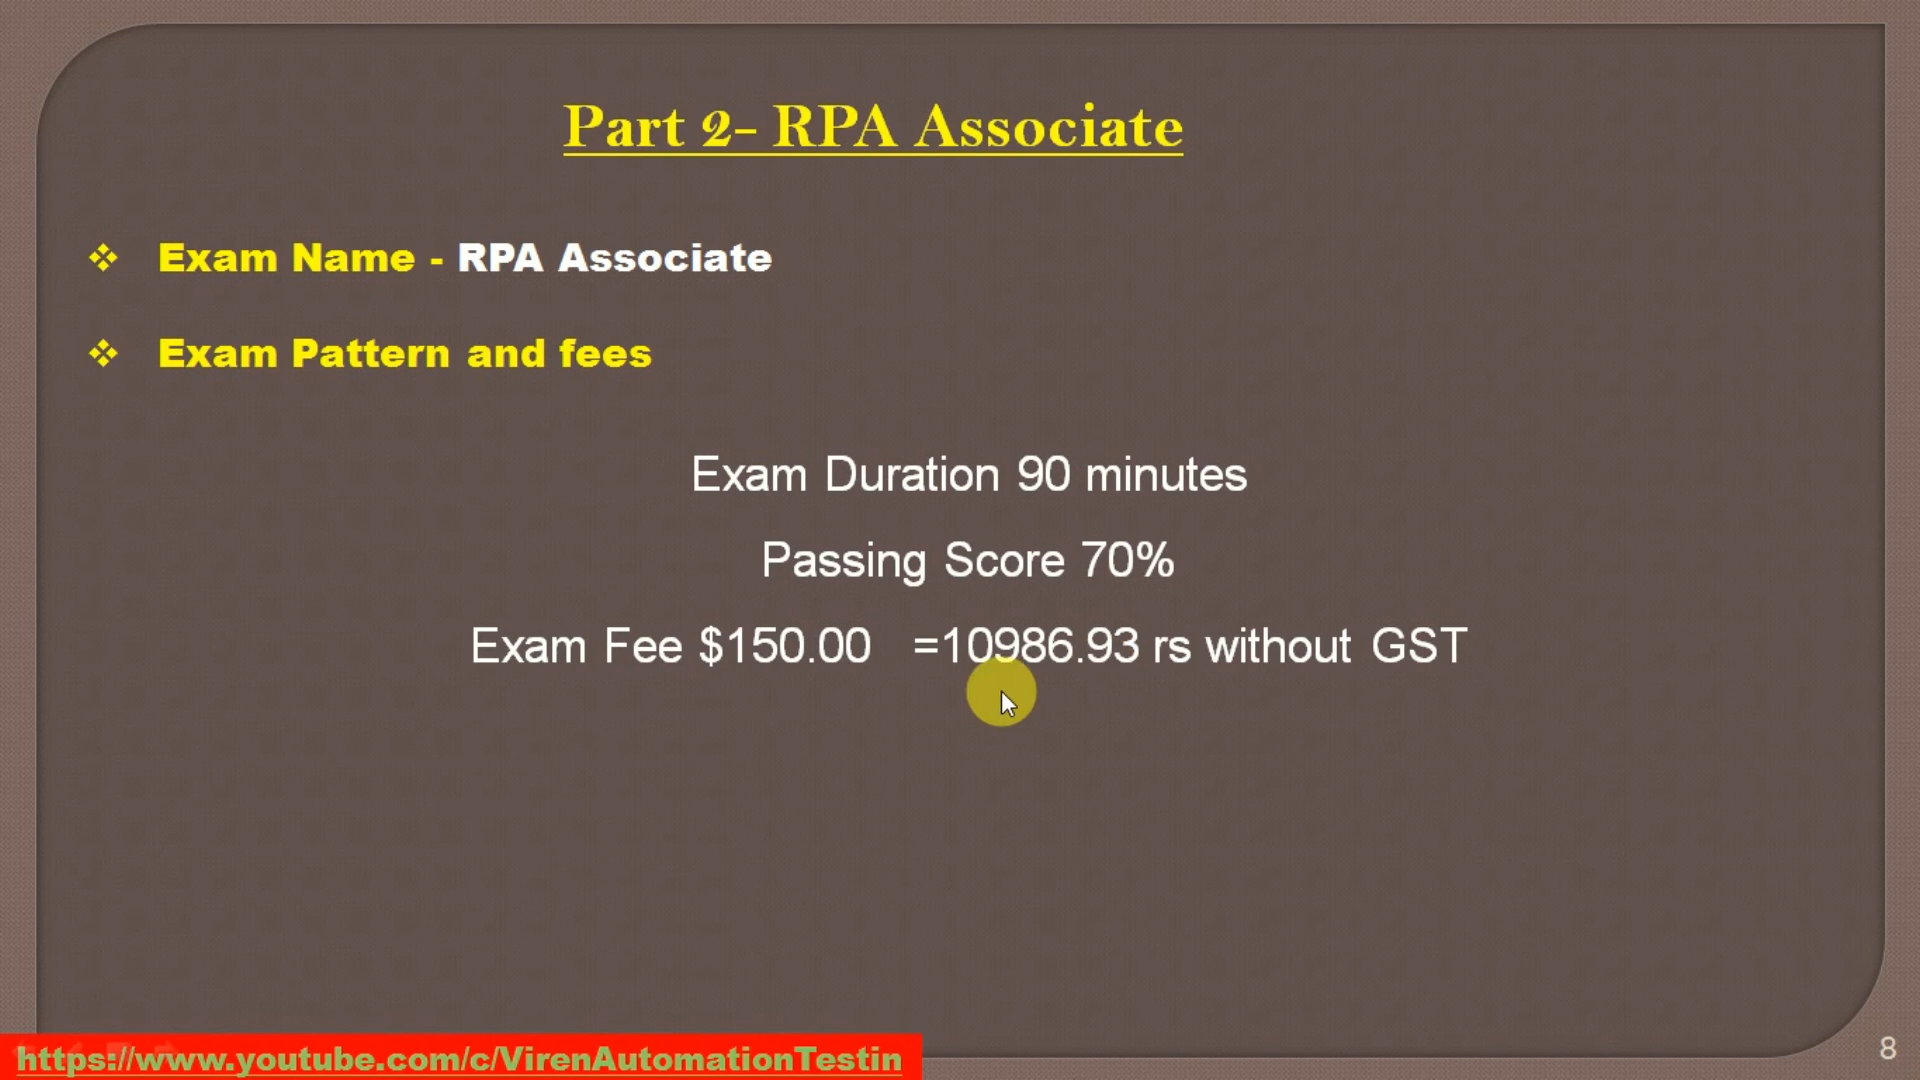 Part 2- RPA Associate
Exam Name - RPA Associate
Exam Pattern and fees
Exam Duration 90 minutes
Passing Score 70%
Exam Fee $150.00 =10986.93 rs without GST
https://www.youtube.com/c/VirenAutomationTestin
8